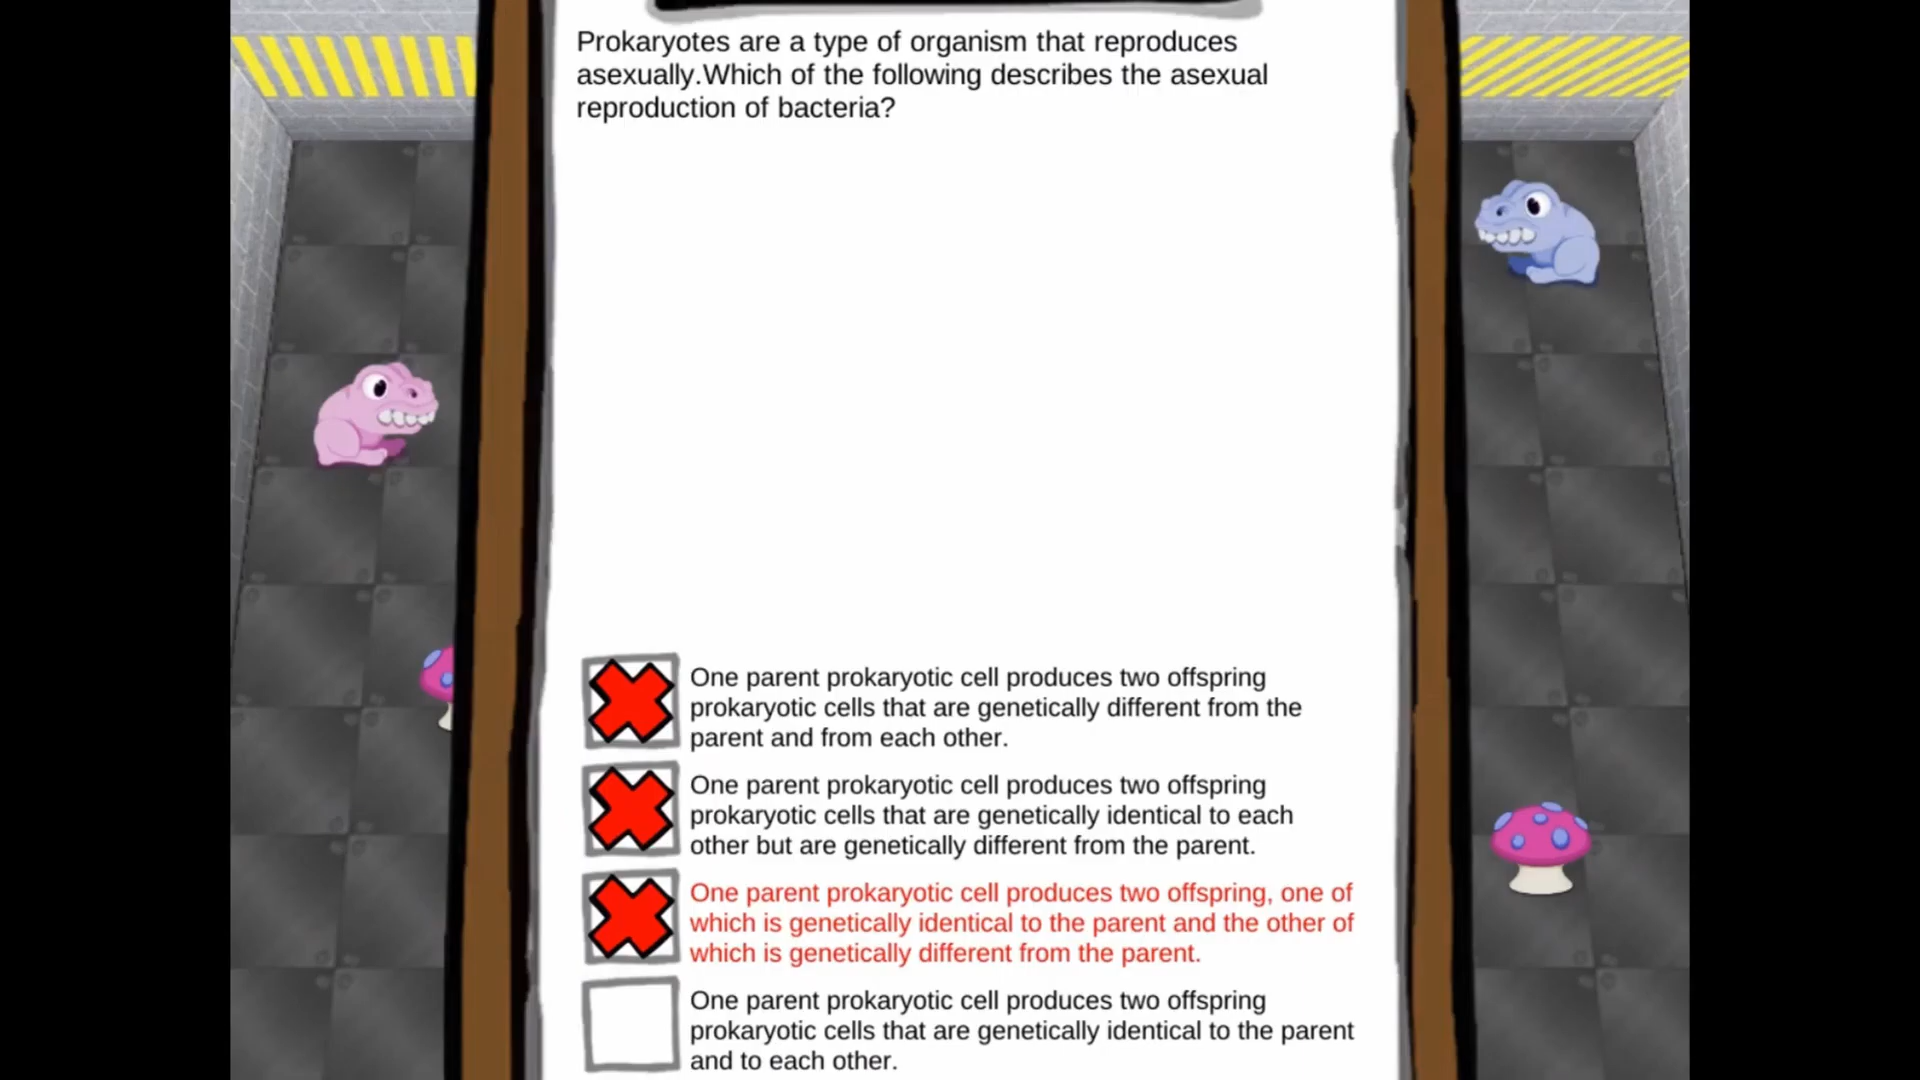 Prokaryotes are a type of organism that reproduces
asexually.Which of the following describes the asexual
reproduction of bacteria?
One parent prokaryotic cell produces two offspring
prokaryotic cells that are genetically different from the
parent and from each other.
One parent prokaryotic cell produces two offspring
prokaryotic cells that are genetically identical to each
other but are genetically different from the parent.
One parent prokaryotic cell produces two offspring, one of
which is genetically identical to the parent and the other of
which is genetically different from the parent.
One parent prokaryotic cell produces two offspring
prokaryotic cells that are genetically identical to the parent
and to each other.